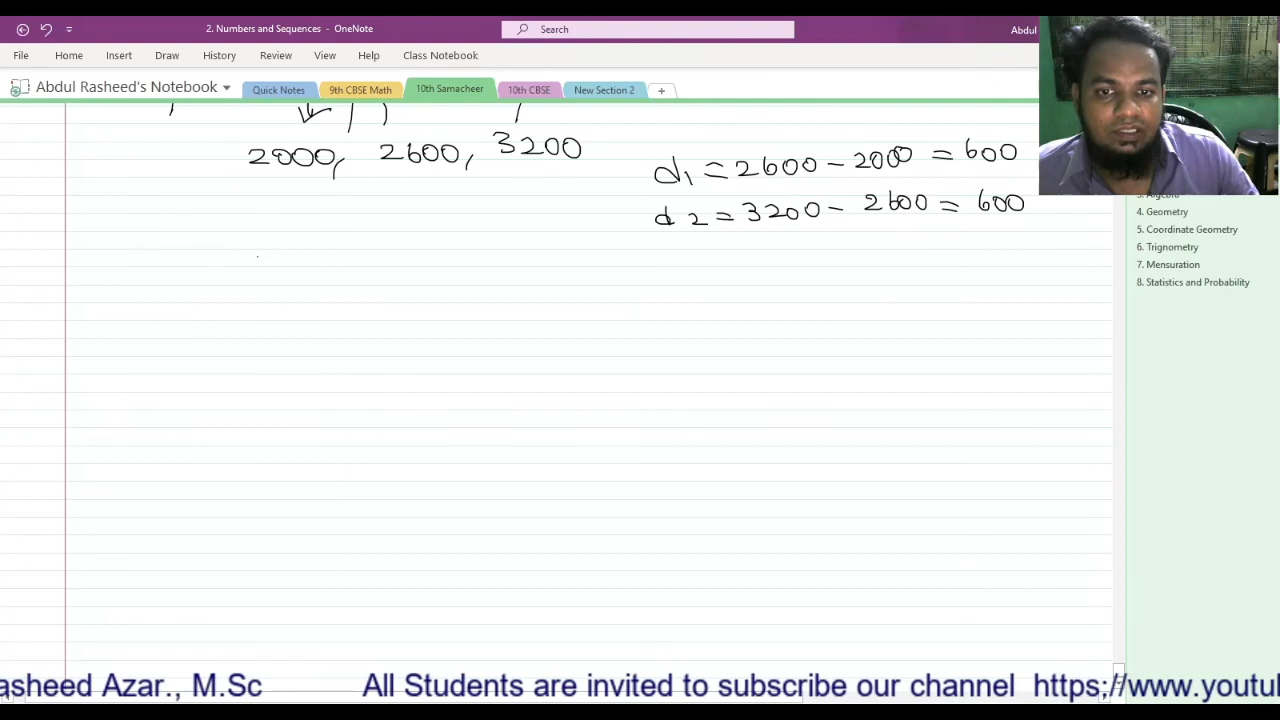 2. Numbers and Sequences - OneNote
Search
Abdul
File Home Insert Draw History Review View Help Class Notebook
Abdul Rasheed's Notebook
Quick Notes 9th CBSE Math 10th Samacheer 10th CBSE New Section 2 +
2000, 2600, 3200
d1 = 2600 - 2000 = 600
d2 = 3200 - 2600 = 600
3. Algebra
4. Geometry
5. Coordinate Geometry
6. Trignometry
7. Mensuration
8. Statistics and Probability
asheed Azar., M.Sc All Students are invited to subscribe our channel https;//www.youtu